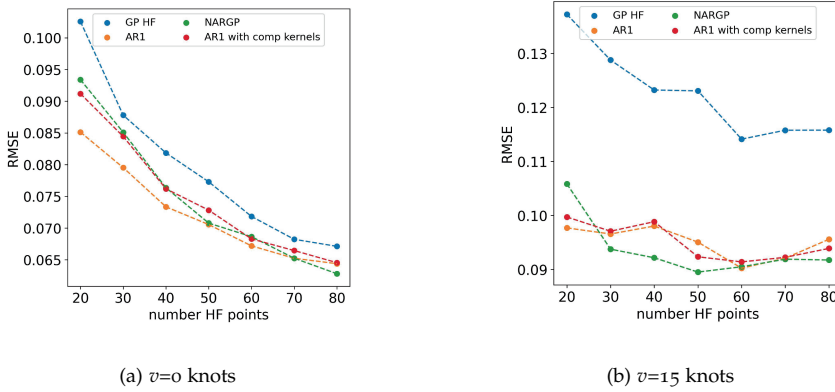 GP HF
AR1
NARGP
AR1 with comp kernels
0.100
0.095
0.090
0.085
0.080
0.075
0.070
0.065
RMSE
20 30 40 50 60 70 80
number HF points
(a) v=0 knots
GP HF
AR1
NARGP
AR1 with comp kernels
0.13
0.12
0.11
0.10
0.09
RMSE
20 30 40 50 60 70 80
number HF points
(b) v=15 knots